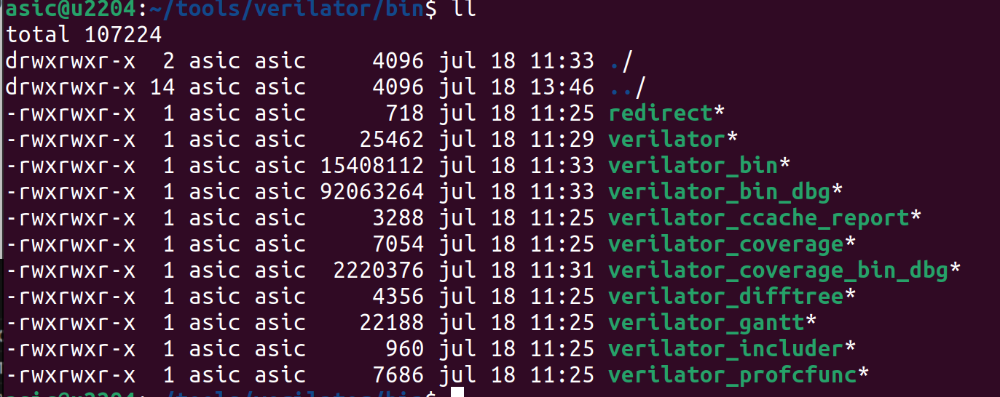 asic@u2204:~/tools/verilator/bin$ ll
total 107224
drwxrwxr-x  2 asic asic     4096 jul 18 11:33 ./
drwxrwxr-x 14 asic asic     4096 jul 18 13:46 ../
-rwxrwxr-x  1 asic asic      718 jul 18 11:25 redirect*
-rwxrwxr-x  1 asic asic    25462 jul 18 11:29 verilator*
-rwxrwxr-x  1 asic asic 15408112 jul 18 11:33 verilator_bin*
-rwxrwxr-x  1 asic asic 92063264 jul 18 11:33 verilator_bin_dbg*
-rwxrwxr-x  1 asic asic     3288 jul 18 11:25 verilator_ccache_report*
-rwxrwxr-x  1 asic asic     7054 jul 18 11:25 verilator_coverage*
-rwxrwxr-x  1 asic asic  2220376 jul 18 11:31 verilator_coverage_bin_dbg*
-rwxrwxr-x  1 asic asic     4356 jul 18 11:25 verilator_difftree*
-rwxrwxr-x  1 asic asic    22188 jul 18 11:25 verilator_gantt*
-rwxrwxr-x  1 asic asic      960 jul 18 11:25 verilator_includer*
-rwxrwxr-x  1 asic asic     7686 jul 18 11:25 verilator_profcfunc*
asic@u2204:~/tools/verilator/bin$